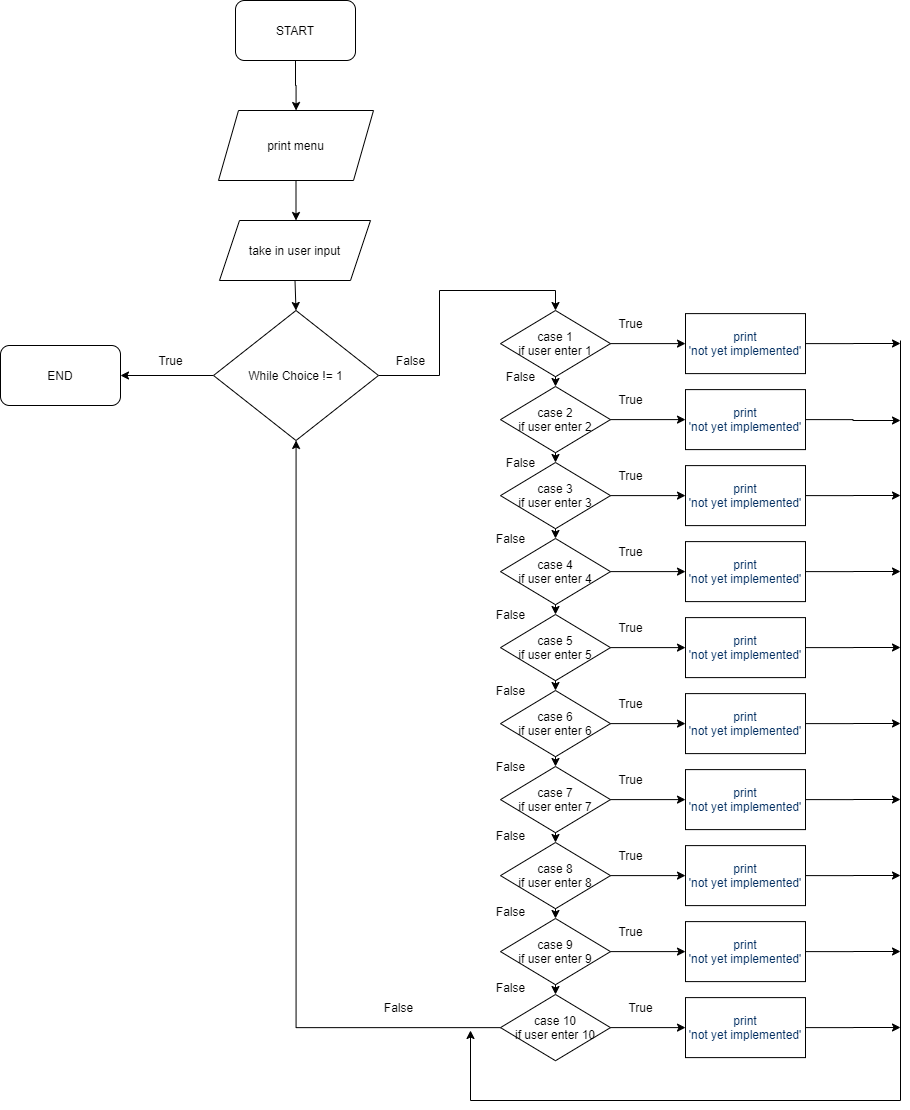 START
print menu
take in user input
While Choice != 1
True
END
False
case 1
if user enter 1
True
print
'not yet implemented'
False
case 2
if user enter 2
True
print
'not yet implemented'
False
case 3
if user enter 3
True
print
'not yet implemented'
False
case 4
if user enter 4
True
print
'not yet implemented'
False
case 5
if user enter 5
True
print
'not yet implemented'
False
case 6
if user enter 6
True
print
'not yet implemented'
False
case 7
if user enter 7
True
print
'not yet implemented'
False
case 8
if user enter 8
True
print
'not yet implemented'
False
case 9
if user enter 9
True
print
'not yet implemented'
False
case 10
if user enter 10
True
print
'not yet implemented'
False